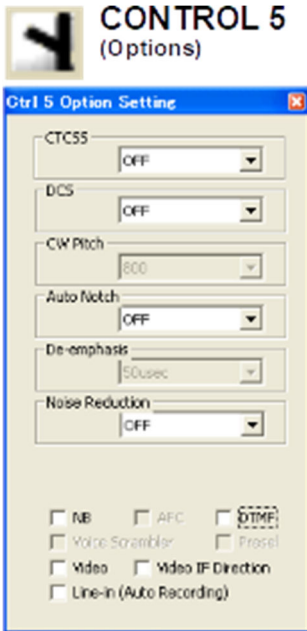 CONTROL 5
(Options)
Ctrl 5 Option Setting
CTCSS
OFF
DCS
OFF
CW Pitch
800
Auto Notch
OFF
De-emphasis
50usec
Noise Reduction
OFF
NB AFC DTMF
Voice Scrambler Presel
Video Video IF Direction
Line-in (Auto Recording)